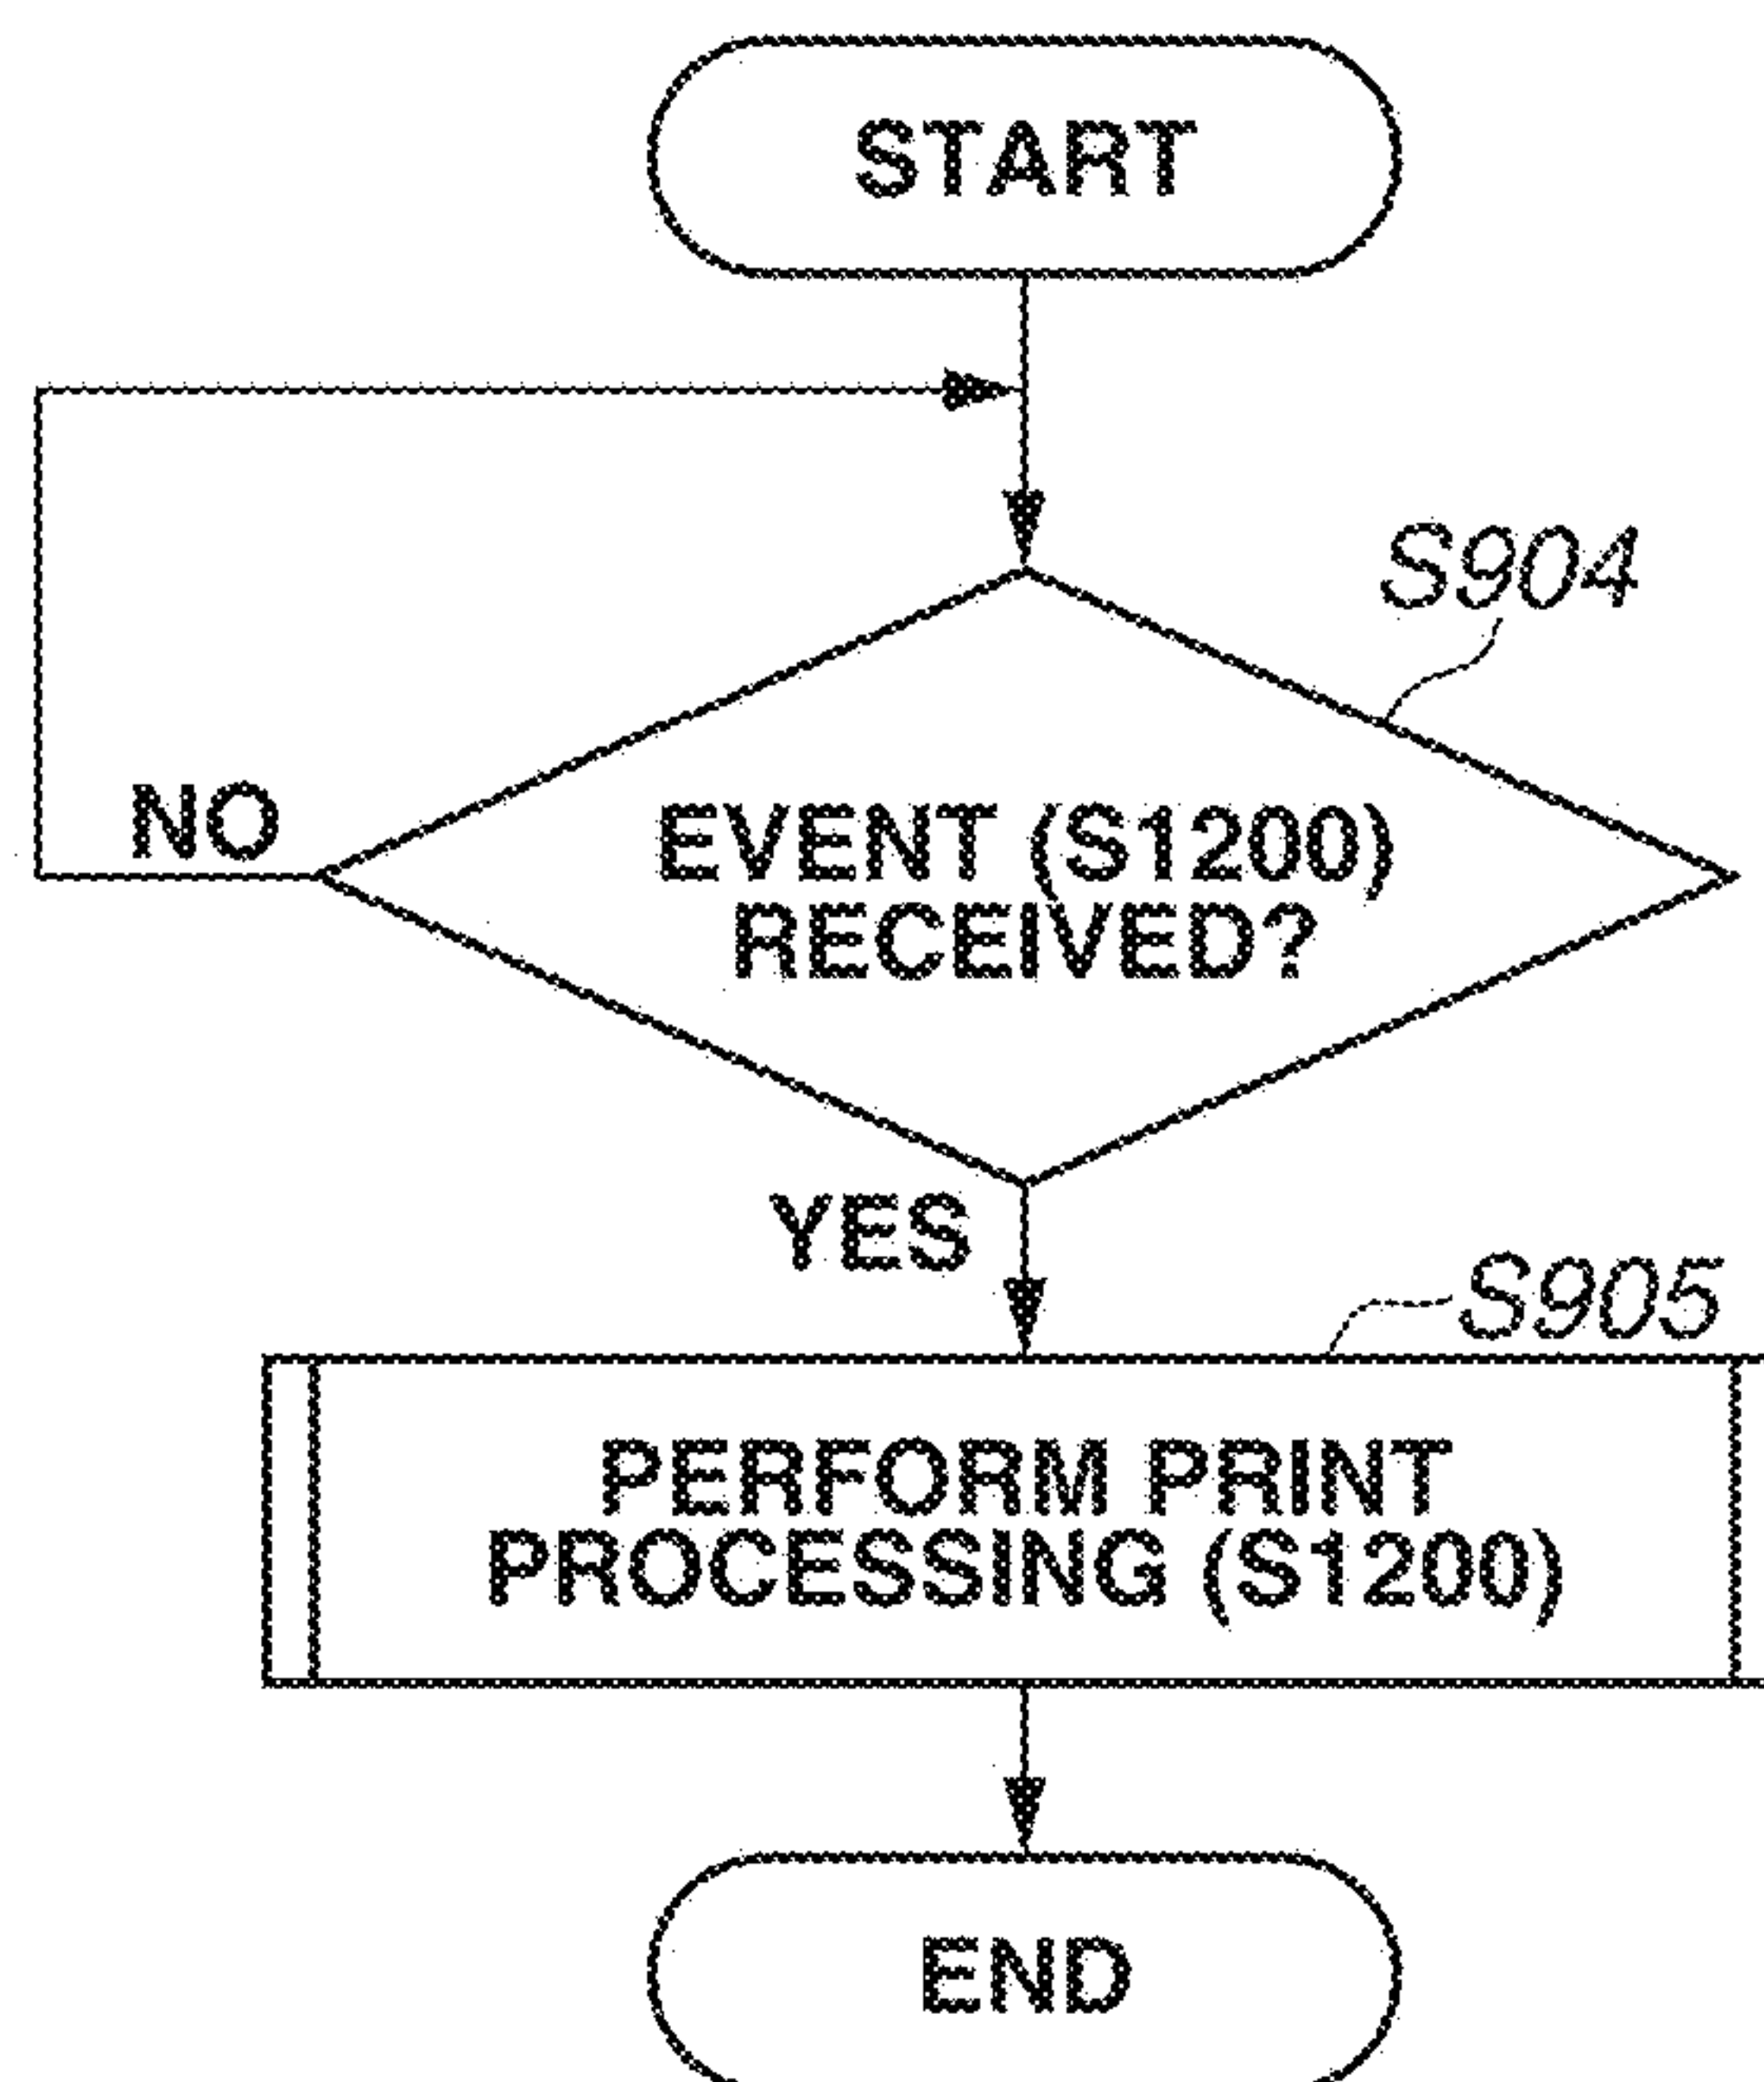 START
S904
NO
EVENT (S1200)
RECEIVED?
YES
S905
PERFORM PRINT
PROCESSING (S1200)
END